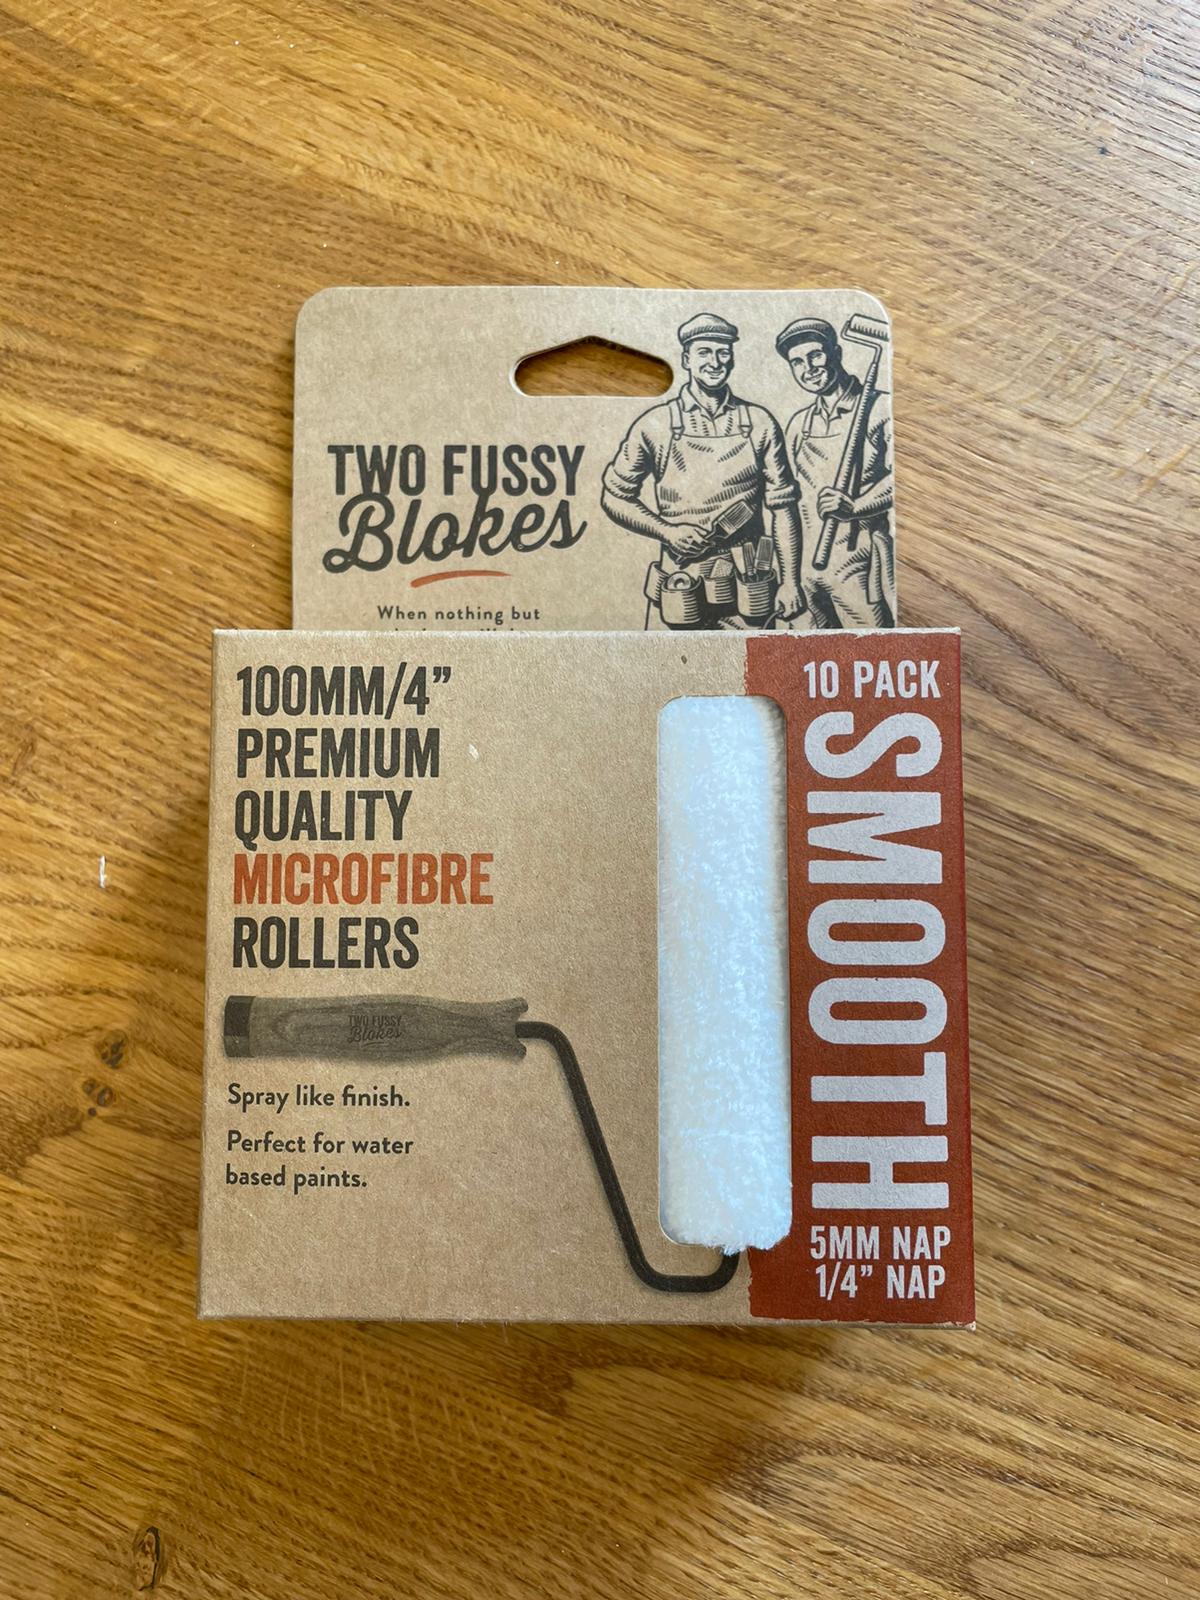 TWO FUSSY
Blokes
When nothing but
100MM/4”
PREMIUM
QUALITY
MICROFIBRE
ROLLERS
TWO FUSSY
Blokes
Spray like finish.
Perfect for water
based paints.
10 PACK
SMOOTH
5MM NAP
1/4” NAP